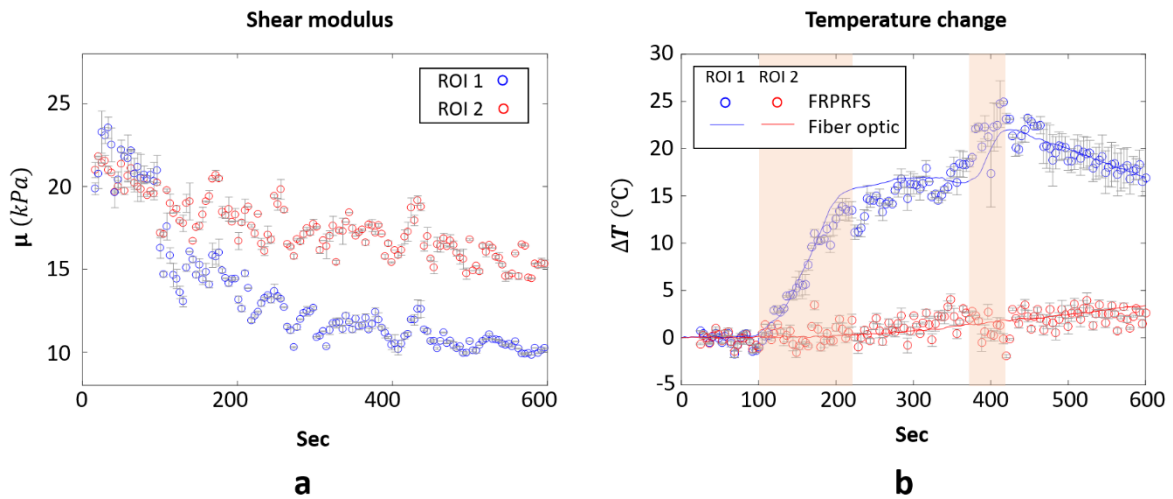 Shear modulus
25
20
15
10
μ (kPa)
ROI 1
ROI 2
0
200
400
600
Sec
a
Temperature change
30
25
20
15
10
5
0
-5
ΔT (°C)
ROI 1 ROI 2
FRPRFS
Fiber optic
0 100 200 300 400 500 600
Sec
b